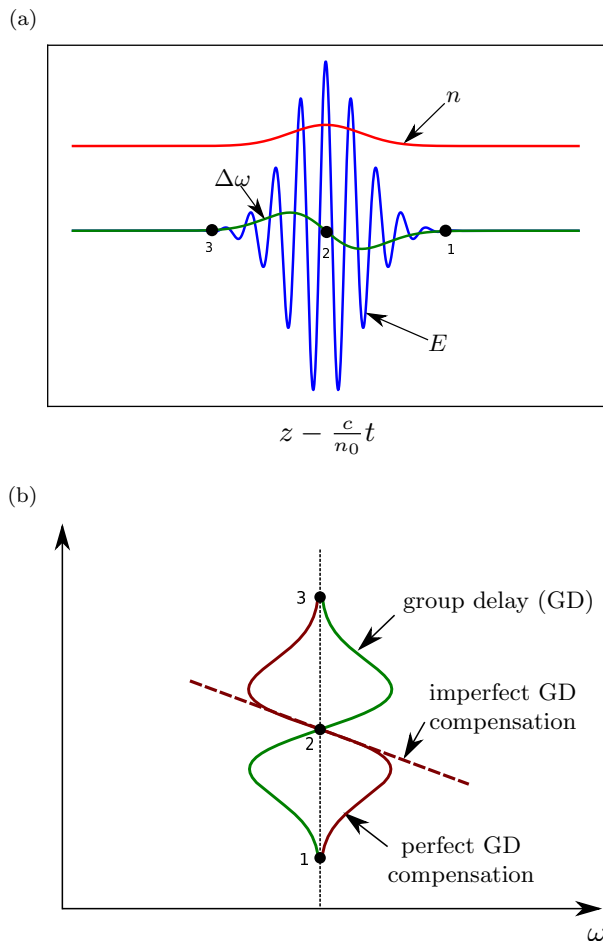 (a)
n
Δω
3
2
1
E
z − c/n₀ t
(b)
3
group delay (GD)
imperfect GD
compensation
2
1
perfect GD
compensation
ω